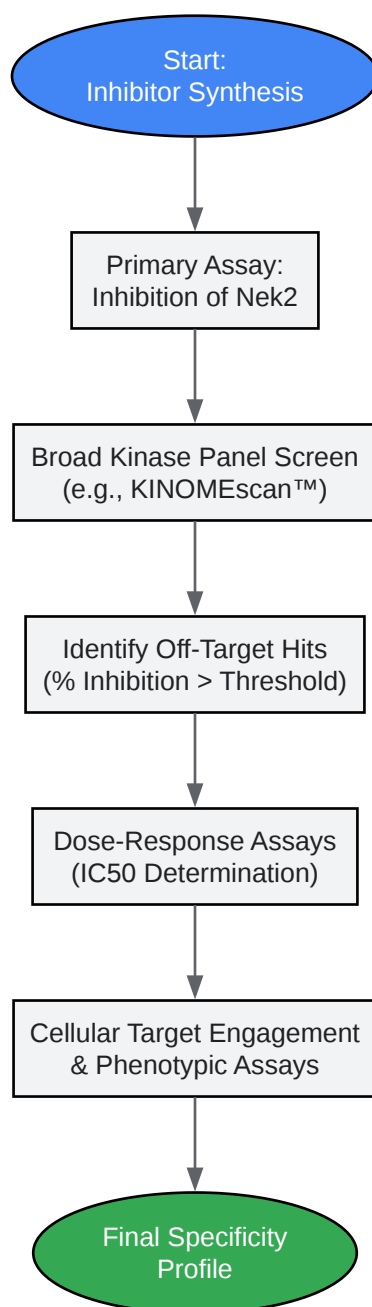 Start:
Inhibitor Synthesis
Primary Assay:
Inhibition of Nek2
Broad Kinase Panel Screen
(e.g., KINOMEscan™)
Identify Off-Target Hits
(% Inhibition > Threshold)
Dose-Response Assays
(IC50 Determination)
Cellular Target Engagement
& Phenotypic Assays
Final Specificity
Profile